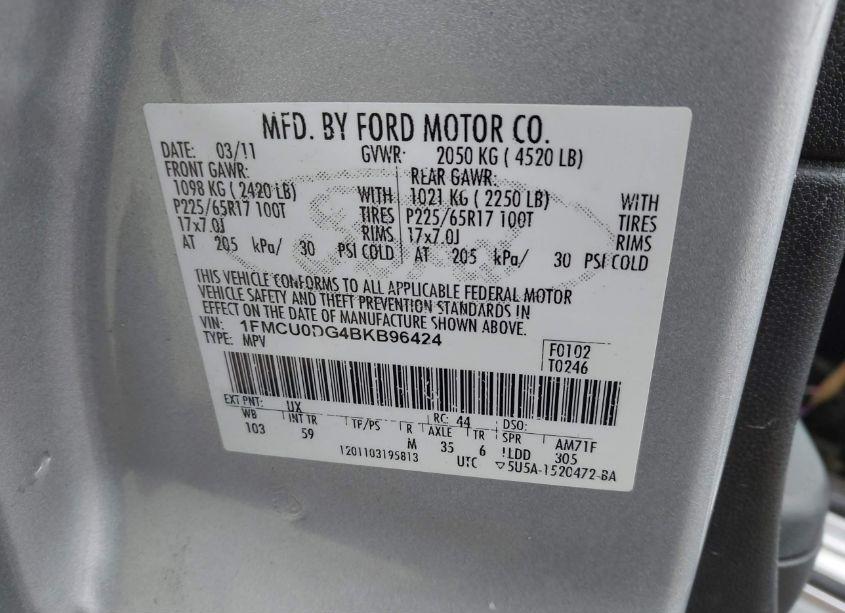 MFD. BY FORD MOTOR CO.
DATE: 03/11 GVWR: 2050 KG ( 4520 LB)
FRONT GAWR: REAR GAWR:
1098 KG ( 2420 LB) WITH 1021 KG ( 2250 LB) WITH
P225/65R17 100T TIRES P225/65R17 100T TIRES
17x7.0J RIMS 17x7.0J RIMS
AT 205 kPa/ 30 PSI COLD AT 205 kPa/ 30 PSI COLD
THIS VEHICLE CONFORMS TO ALL APPLICABLE FEDERAL MOTOR
VEHICLE SAFETY AND THEFT PREVENTION STANDARDS IN
EFFECT ON THE DATE OF MANUFACTURE SHOWN ABOVE.
VIN: 1FMCU0DG4BKB96424
TYPE: MPV
F0102
T0246
EXT PNT: UX RC: 44 DSO:
WB INT TR TP/PS R AXLE TR SPR AM71F
103 59 M 35 6 !LDD 305
1201103195813 UTC ▽5U5A-1520472-BA